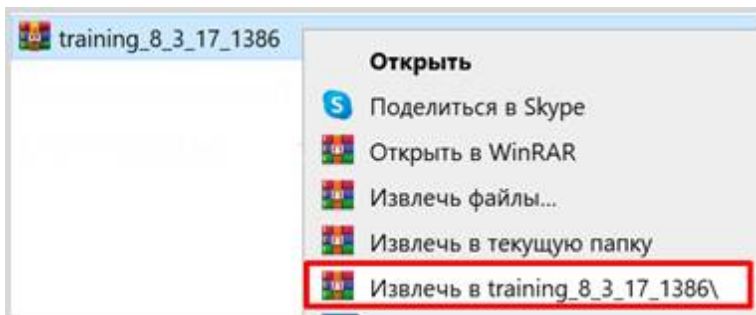 training_8_3_17_1386
Открыть
Поделиться в Skype
Открыть в WinRAR
Извлечь файлы...
Извлечь в текущую папку
Извлечь в training_8_3_17_1386\